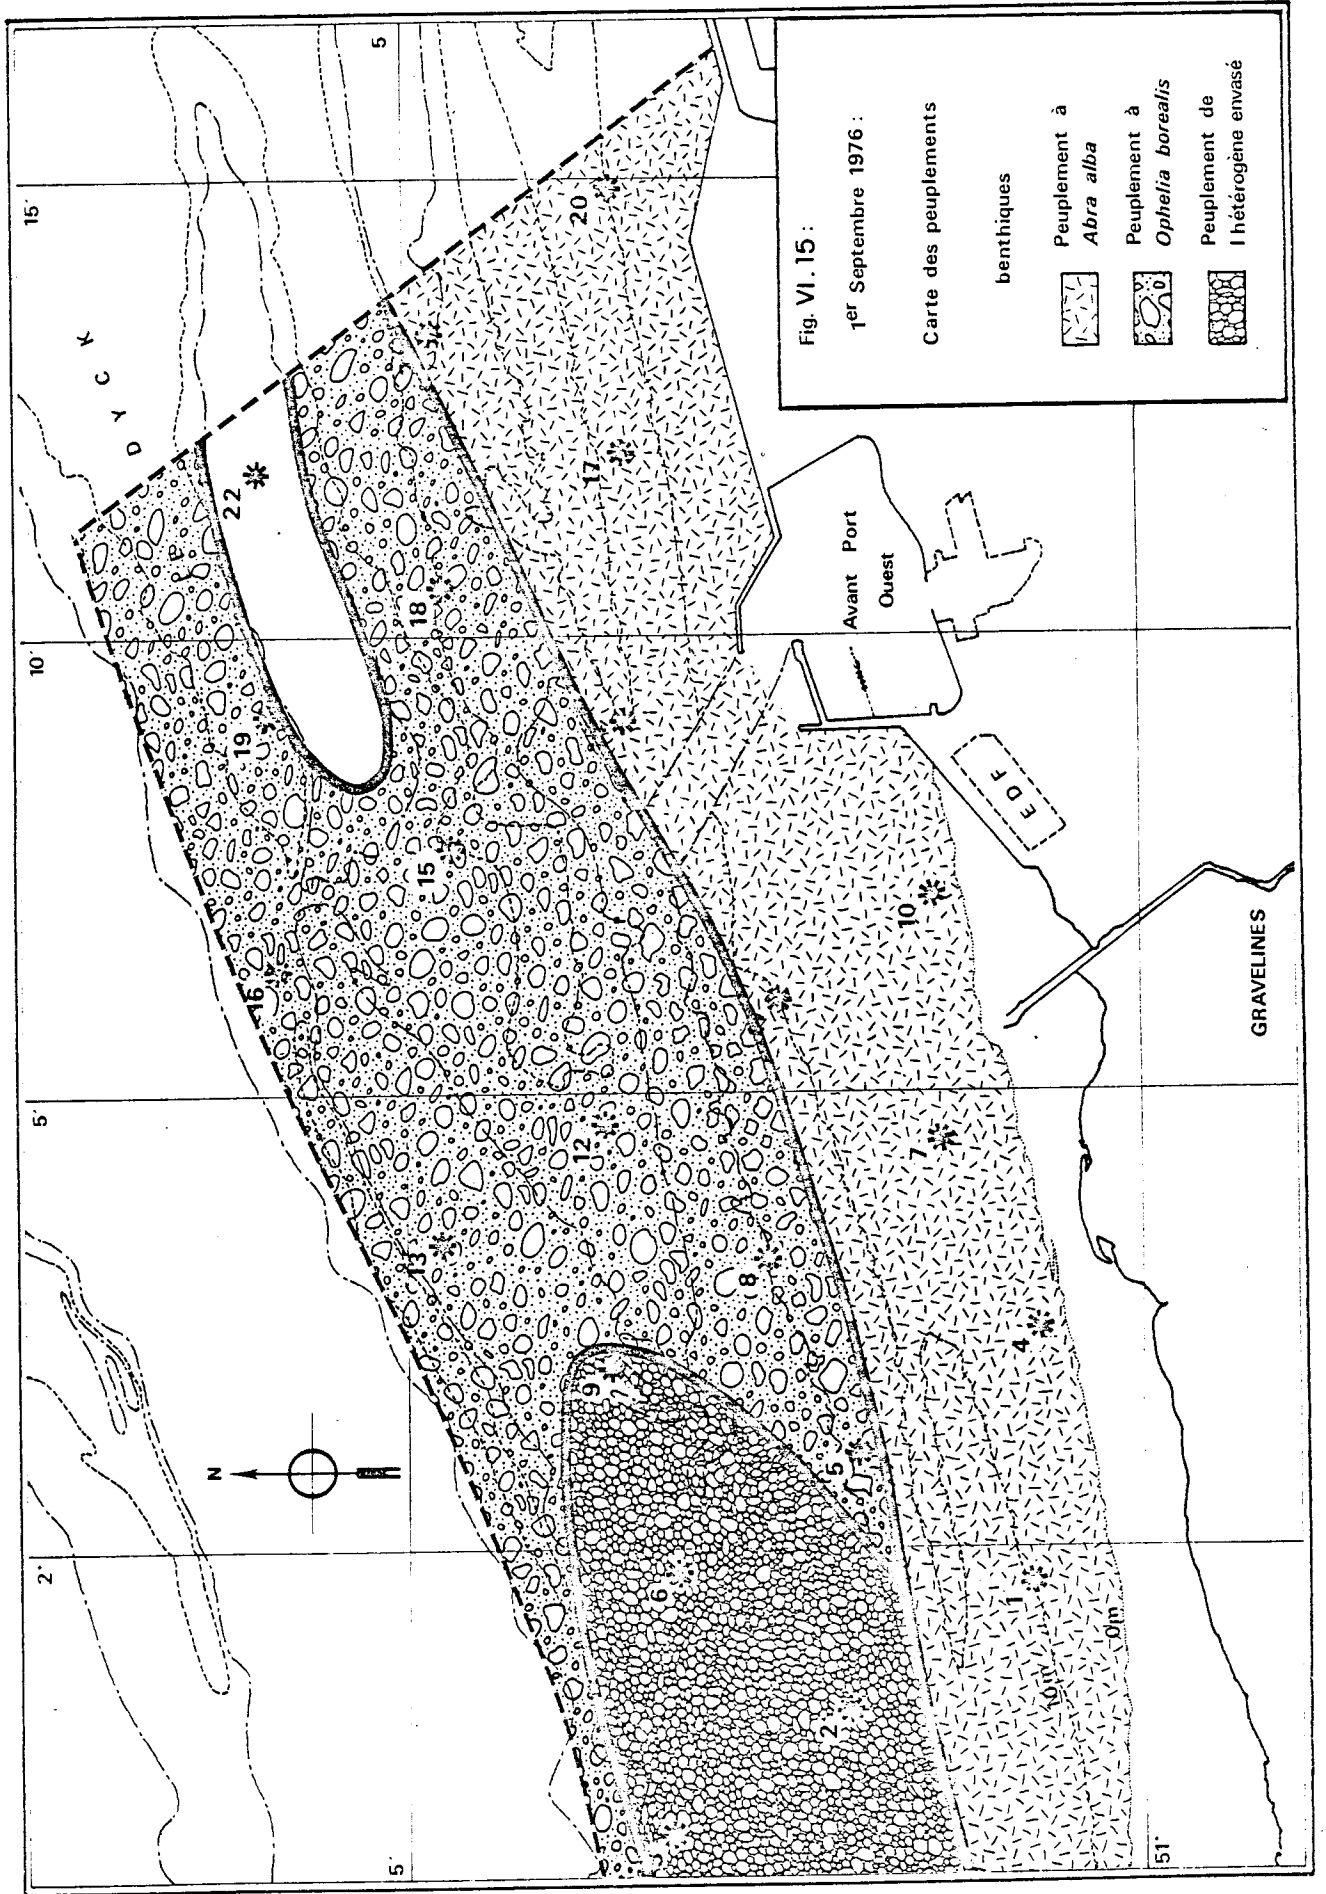 Fig. VI. 15 :
1er Septembre 1976 :
Carte des peuplements
benthiques
Peuplement à
Abra alba
Peuplement à
Ophelia borealis
Peuplement de
l hétérogène envasé
2'
5'
10'
15'
5
5'
51°
N
D Y C K
22
20
19
18
17
16
15
13
12
10
9
8
7
6
5
4
2
1
10m
0m
Avant Port
Ouest
E D F
GRAVELINES